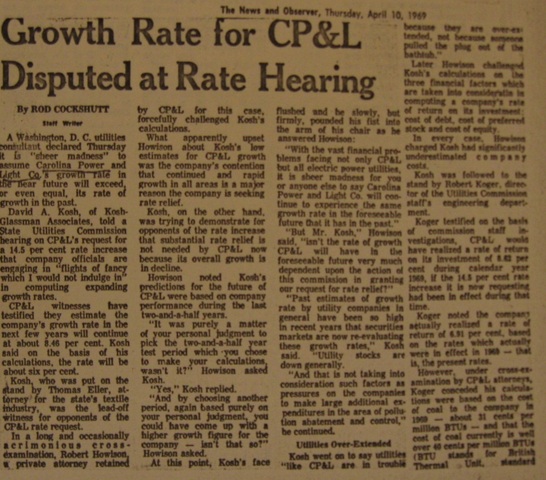 The News and Observer, Thursday, April 10, 1969
Growth Rate for CP&L
Disputed at Rate Hearing
By ROD COCKSHUTT
Staff Writer
A Washington, D. C. utilities
consultant declared Thursday
it is "sheer madness" to
assume Carolina Power and
Light Co.'s growth rate in
the near future will exceed,
or even equal, its rate of
growth in the past.
David A. Kosh, of Kosh-
Glassman Associates, told a
State Utilities Commission
hearing on CP&L's request for
a 14.5 per cent rate increase
that company officials are
engaging in "flights of fancy
which I would not indulge in"
in computing expanding
growth rates.
CP&L witnesses have
testified they estimate the
company's growth rate in the
next few years will continue
at about 8.46 per cent. Kosh
said on the basis of his
calculations, the rate will be
about six per cent.
Kosh, who was put on the
stand by Thomas Eller, at-
torney for the state's textile
industry, was the lead-off
witness for opponents of the
CP&L rate request.
In a long and occasionally
acrimonious cross-
examination, Robert Howison,
a private attorney retained
by CP&L for this case,
forcefully challenged Kosh's
calculations.
What apparently upset
Howison about Kosh's low
estimates for CP&L growth
was the company's contention
that continued and rapid
growth in all areas is a major
reason the company is seeking
rate relief.
Kosh, on the other hand,
was trying to demonstrate for
opponents of the rate increase
that substantial rate relief is
not needed by CP&L now
because its overall growth is
in decline.
Howison noted Kosh's
predictions for the future of
CP&L were based on company
performance during the last
two-and-a-half years.
"It was purely a matter
of your personal judgment to
pick the two-and-a-half year
test period which you chose
to make your calculations,
wasn't it?" Howison asked
Kosh.
"Yes," Kosh replied.
"And by choosing another
period, again based purely on
your personal judgment, you
could have come up with a
higher growth figure for the
company — isn't that so?"
Howison asked.
At this point, Kosh's face
flushed and he slowly, but
firmly, pounded his fist into
the arm of his chair as he
answered Howison:
"With the vast financial pro-
blems facing not only CP&L
but all electric power utilities,
it is sheer madness for you
or anyone else to say Carolina
Power and Light Co. will con-
tinue to experience the same
growth rate in the foreseeable
future that it has in the past."
"But Mr. Kosh," Howison
said, "isn't the rate of growth
CP&L will have in the
foreseeable future very much
dependent upon the action of
this commission in granting
our request for rate relief?"
"Past estimates of growth
rate by utility companies in
general have been so high
in recent years that securities
markets are now re-evaluating
these growth rates," Kosh
said. "Utility stocks are
down generally.
"And that is not taking into
consideration such factors as
pressures on the companies
to make large additional ex-
penditures in the area of pollu-
tion abatement and control,"
he continued.
Utilities Over-Extended
Kosh went on to say utilities
"like CP&L are in trouble
because they are over-ex-
tended, not because someone
pulled the plug out of the
bathtub."
Later Howison challenged
Kosh's calculations on the
three financial factors which
are taken into consideration in
computing a company's rate
of return on its investment:
cost of debt, cost of preferred
stock and cost of equity.
In every case, Howison
charged Kosh had significantly
underestimated company
costs.
Kosh was followed to the
stand by Robert Koger, direc-
tor of the Utilities Commission
staff's engineering depart-
ment.
Koger testified on the basis
of commission staff in-
vestigations, CP&L would
have realized a rate of return
on its investment of
cent during calendar year
1969, if the 14.5 per cent rate
increase it is now requesting
had been in effect during that
time.
Koger noted the company
actually realized a rate of
return of 6.91 per cent, based
on the rates which actually
were in effect in 1969 — that
is, the present rates.
However, under cross-ex-
amination by CP&L attorneys,
Koger conceded his calcula-
tions were based on the cost
of coal to the company in
1969 — about 31 cents per
million BTUs — and that the
cost of coal currently is well
over 40 cents per million BTUs
(BTU stands for British
Thermal Unit, standard